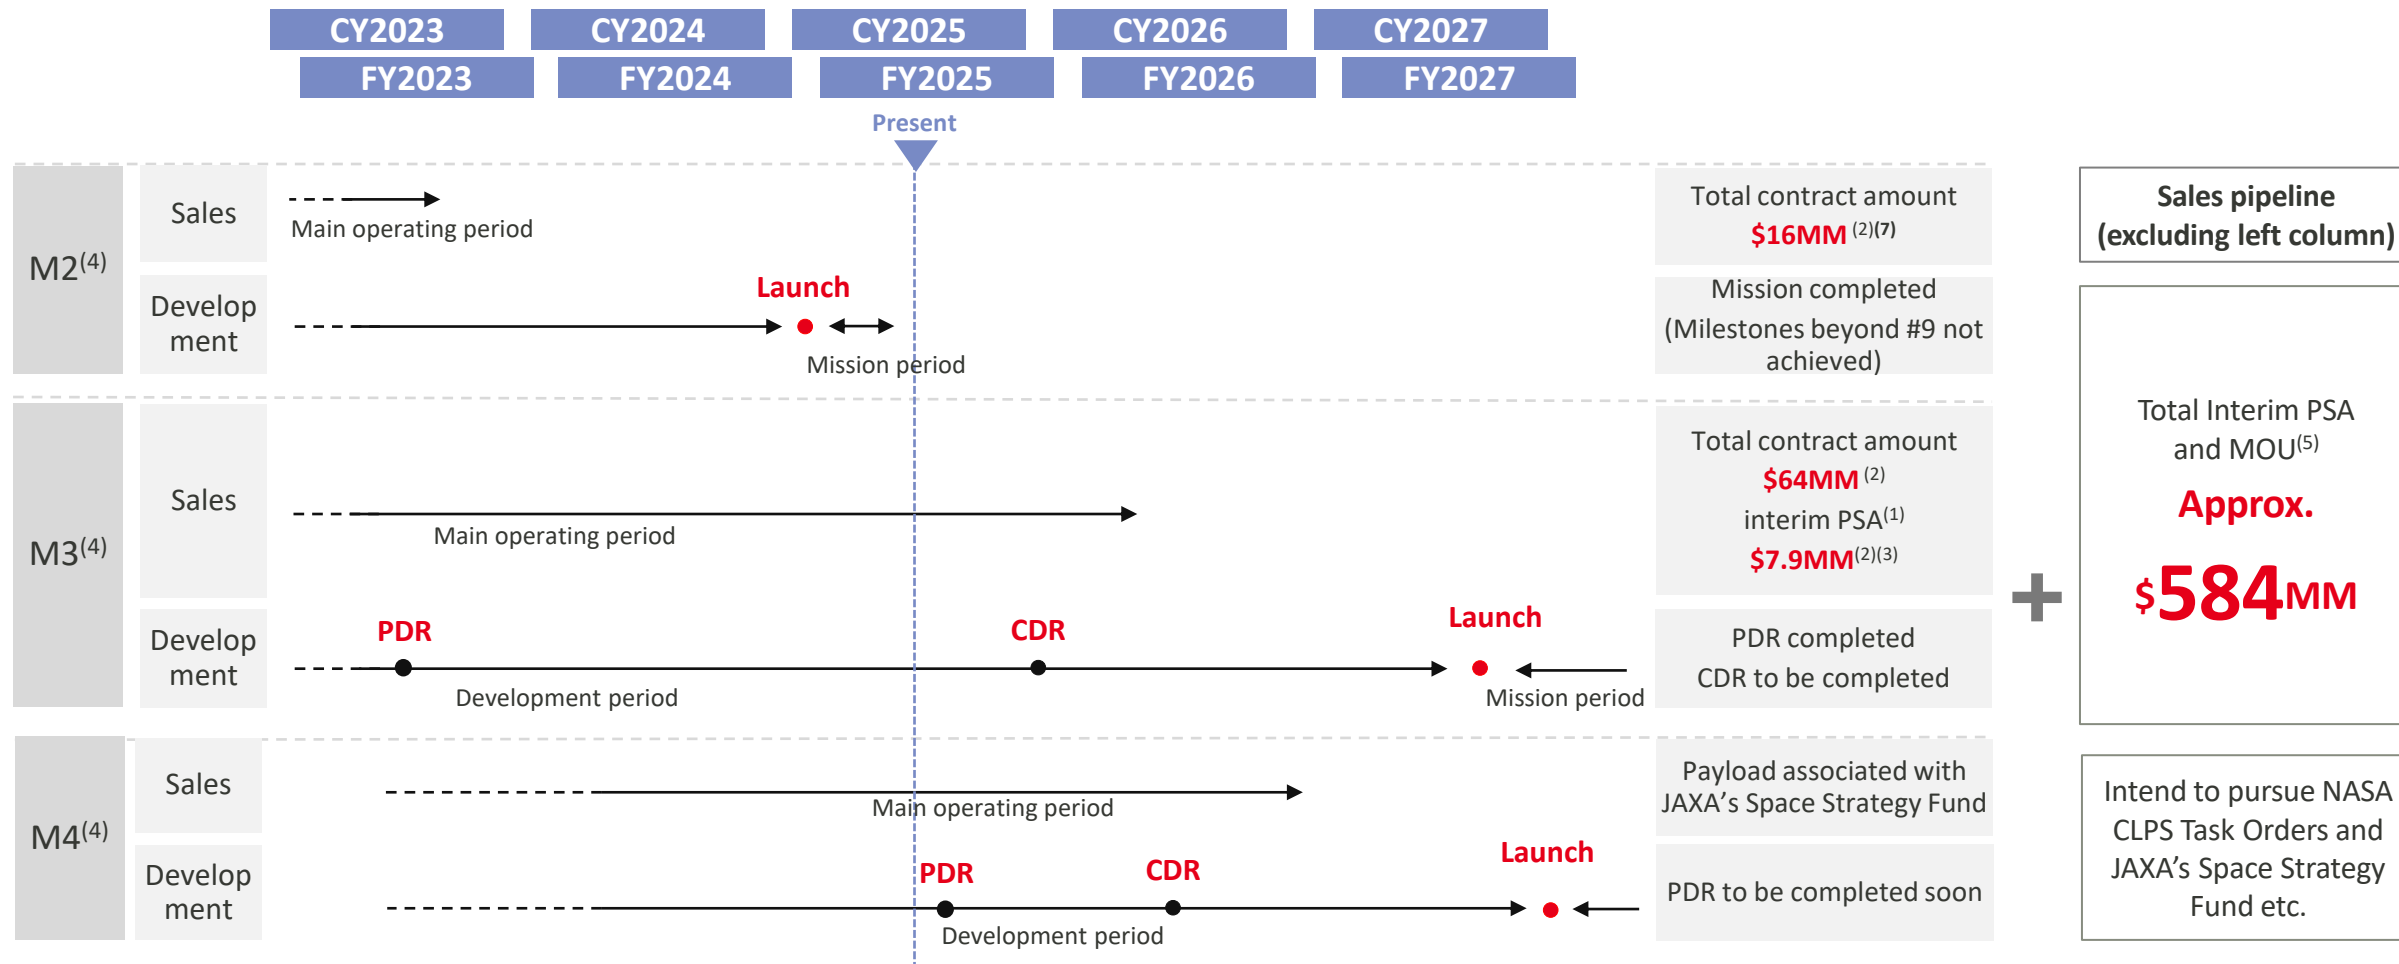 CY2023
CY2024
CY2025
CY2026
CY2027
FY2023
FY2024
FY2025
FY2026
FY2027
Present
M2(4)
Sales
Main operating period
Total contract amount
$16MM (2)(7)
Develop
ment
Launch
Mission period
Mission completed
(Milestones beyond #9 not
achieved)
M3(4)
Sales
Main operating period
Total contract amount
$64MM (2)
interim PSA(1)
$7.9MM(2)(3)
Develop
ment
PDR
CDR
Launch
Development period
Mission period
PDR completed
CDR to be completed
M4(4)
Sales
Main operating period
Payload associated with
JAXA’s Space Strategy Fund
Develop
ment
PDR
CDR
Launch
Development period
PDR to be completed soon
+
Sales pipeline
(excluding left column)
Total Interim PSA
and MOU(5)
Approx.
$584MM
Intend to pursue NASA
CLPS Task Orders and
JAXA’s Space Strategy
Fund etc.